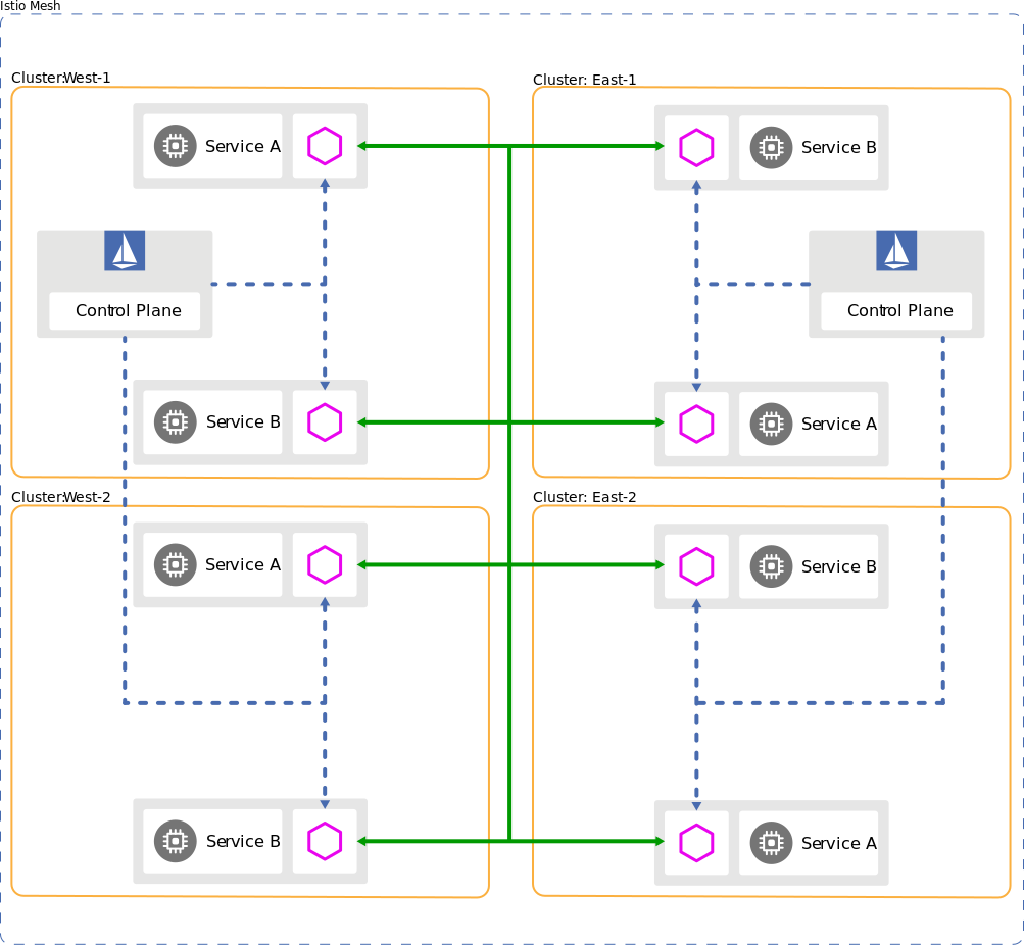 Istio Mesh
Cluster:West-1
Cluster: East-1
Service A
Service B
Control Plane
Control Plane
Service B
Service A
Cluster:West-2
Cluster: East-2
Service A
Service B
Service B
Service A